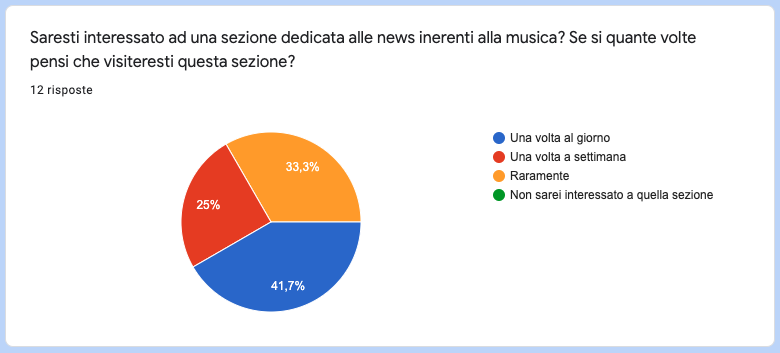 Saresti interessato ad una sezione dedicata alle news inerenti alla musica? Se si quante volte
pensi che visiteresti questa sezione?
12 risposte
Una volta al giorno
Una volta a settimana
Raramente
Non sarei interessato a quella sezione
33,3%
25%
41,7%